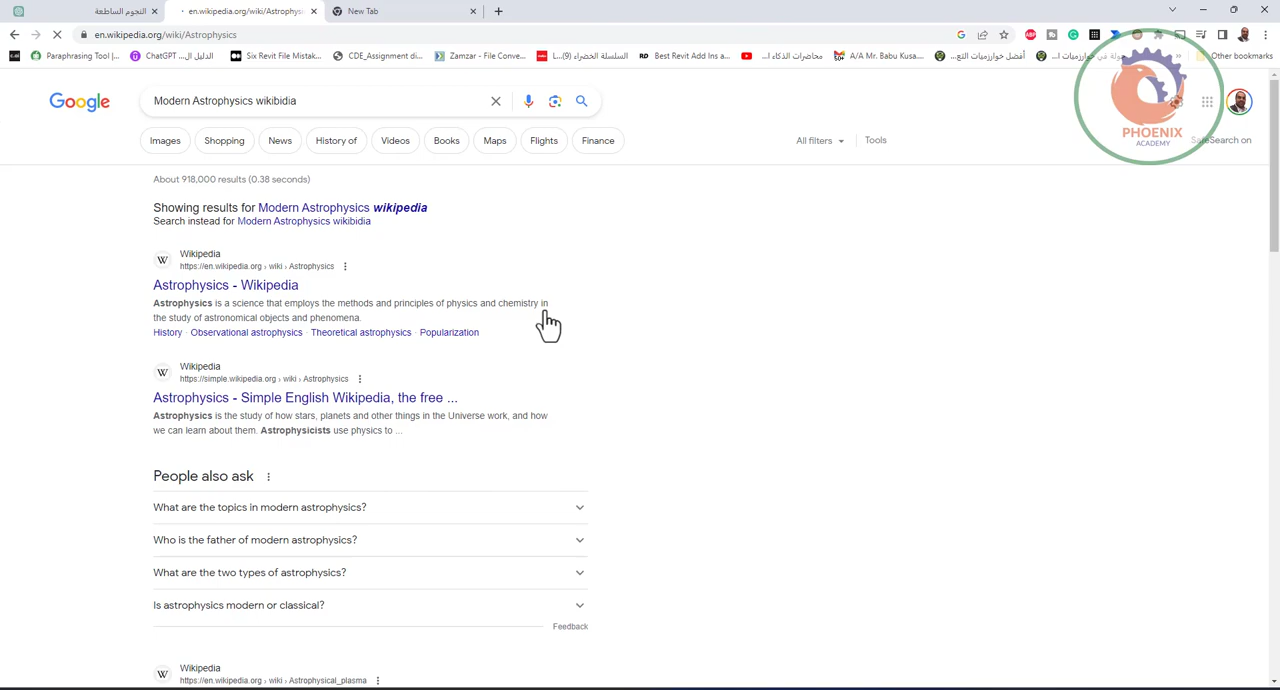 النجوم الساطعة
en.wikipedia.org/wiki/Astrophysi
New Tab
en.wikipedia.org/wiki/Astrophysics
Paraphrasing Tool |...
ChatGPT الدليل ال...
Six Revit File Mistak...
CDE_Assignment di...
Zamzar - File Conve...
السلسلة الخضراء (9)...
RD Best Revit Add Ins a...
محاضرات الذكاء ا...
A/A Mr. Babu Kusa...
أفضل خوارزميات التع...
Other bookmarks
Google
Modern Astrophysics wikibidia
PHOENIX
ACADEMY
Images
Shopping
News
History of
Videos
Books
Maps
Flights
Finance
All filters
Tools
SafeSearch on
About 918,000 results (0.38 seconds)
Showing results for Modern Astrophysics wikipedia
Search instead for Modern Astrophysics wikibidia
W Wikipedia
https://en.wikipedia.org › wiki › Astrophysics
Astrophysics - Wikipedia
Astrophysics is a science that employs the methods and principles of physics and chemistry in
the study of astronomical objects and phenomena.
History · Observational astrophysics · Theoretical astrophysics · Popularization
W Wikipedia
https://simple.wikipedia.org › wiki › Astrophysics
Astrophysics - Simple English Wikipedia, the free ...
Astrophysics is the study of how stars, planets and other things in the Universe work, and how
we can learn about them. Astrophysicists use physics to ...
People also ask
What are the topics in modern astrophysics?
Who is the father of modern astrophysics?
What are the two types of astrophysics?
Is astrophysics modern or classical?
Feedback
W Wikipedia
https://en.wikipedia.org › wiki › Astrophysical_plasma